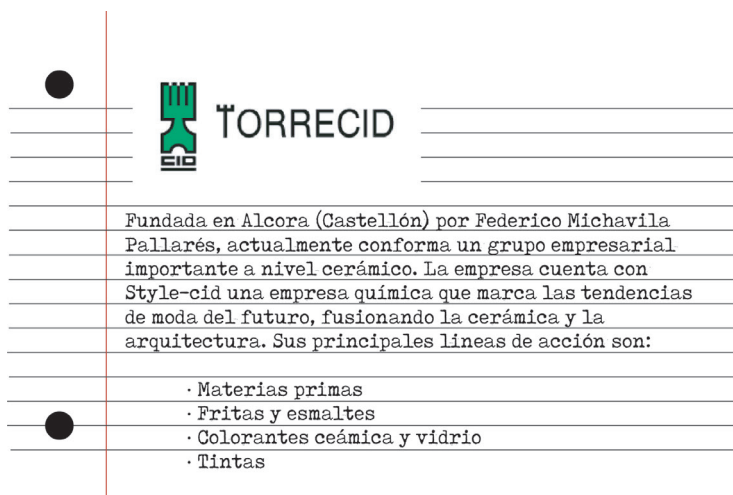 CID
TORRECID
Fundada en Alcora (Castellón) por Federico Michavila
Pallarés, actualmente conforma un grupo empresarial
importante a nivel cerámico. La empresa cuenta con
Style-cid una empresa química que marca las tendencias
de moda del futuro, fusionando la cerámica y la
arquitectura. Sus principales lineas de acción son:
· Materias primas
· Fritas y esmaltes
· Colorantes ceámica y vidrio
· Tintas